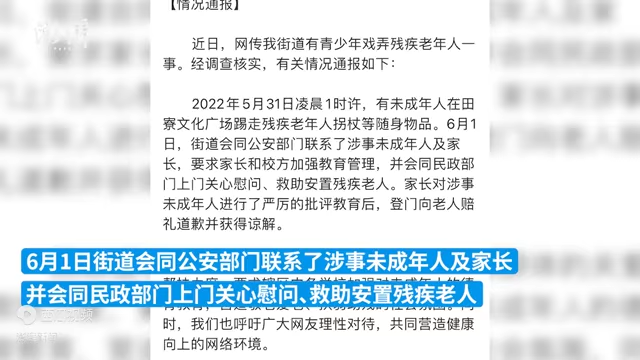 【情况通报】
近日，网传我街道有青少年戏弄残疾老年人一
事。经调查核实，有关情况通报如下：
2022年5月31日凌晨1时许，有未成年人在田
寮文化广场踢走残疾老年人拐杖等随身物品。6月1
日，街道会同公安部门联系了涉事未成年人及家
长，要求家长和校方加强教育管理，并会同民政部
门上门关心慰问、救助安置残疾老人。家长对涉事
未成年人进行了严厉的批评教育后，登门向老人赔
礼道歉并获得谅解。
6月1日街道会同公安部门联系了涉事未成年人及家长
并会同民政部门上门关心慰问、救助安置残疾老人
时，我们也呼吁广大网友理性对待，共同营造健康
向上的网络环境。